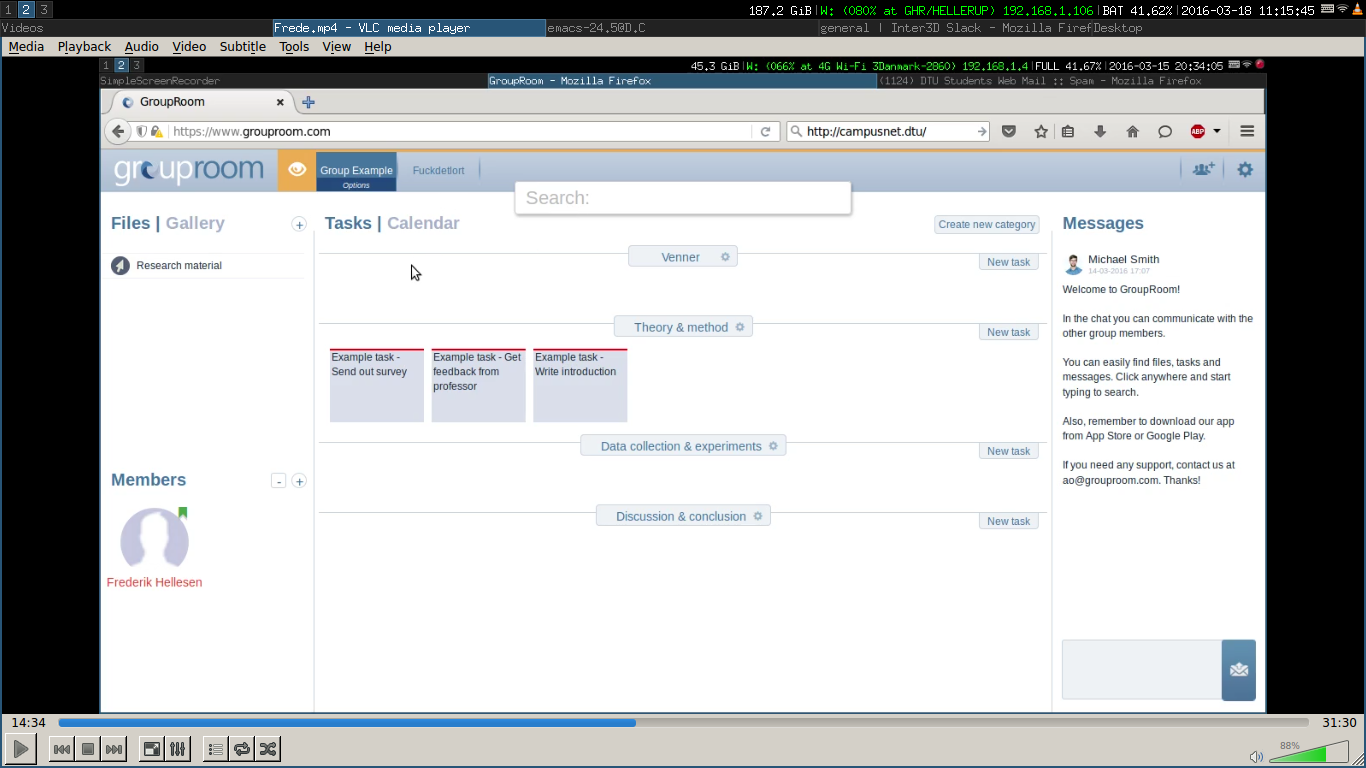 1 2 3
187.2 GiB|W: (080% at GHR/HELLERUP) 192.168.1.106|BAT 41.62%|2016-03-18 11:15:45
Videos
Frede.mp4 - VLC media player
emacs-24.5@D.C
general | Inter3D Slack - Mozilla Firef
Desktop
Media Playback Audio Video Subtitle Tools View Help
1 2 3
45.3 GiB|W: (066% at 4G Wi-Fi 3Danmark-2860) 192.168.1.4|FULL 41.67%|2016-03-15 20:34:05
SimpleScreenRecorder
GroupRoom - Mozilla Firefox
(1124) DTU Students Web Mail :: Spam - Mozilla Firefox
GroupRoom
https://www.grouproom.com
http://campusnet.dtu/
ABP
grouproom
Group Example
Options
Fuckdetlort
Search:
Files | Gallery
Research material
Members
Frederik Hellesen
Tasks | Calendar
Create new category
Venner
New task
Theory & method
New task
Example task -
Send out survey
Example task - Get
feedback from
professor
Example task -
Write introduction
Data collection & experiments
New task
Discussion & conclusion
New task
Messages
Michael Smith
14-03-2016 17:07
Welcome to GroupRoom!
In the chat you can communicate with the
other group members.
You can easily find files, tasks and
messages. Click anywhere and start
typing to search.
Also, remember to download our app
from App Store or Google Play.
If you need any support, contact us at
ao@grouproom.com. Thanks!
14:34
31:30
88%